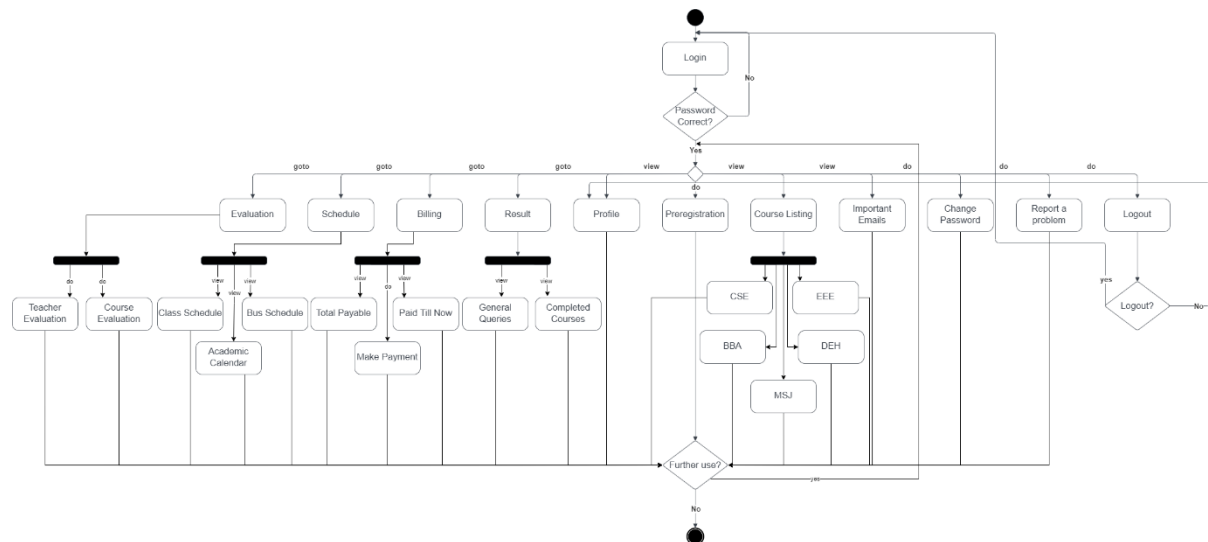 Login
No
Password
Correct?
Yes
goto
goto
goto
goto
view
view
view
do
do
do
do
Evaluation
Schedule
Billing
Result
Profile
Preregistration
Course Listing
Important
Emails
Change
Password
Report a
problem
Logout
do
do
view
view
view
view
do
view
view
view
Teacher
Evaluation
Course
Evaluation
Class Schedule
Bus Schedule
Total Payable
Paid Till Now
General
Queries
Completed
Courses
CSE
EEE
yes
Logout?
No
Academic
Calendar
Make Payment
BBA
DEH
MSJ
Further use?
yes
No